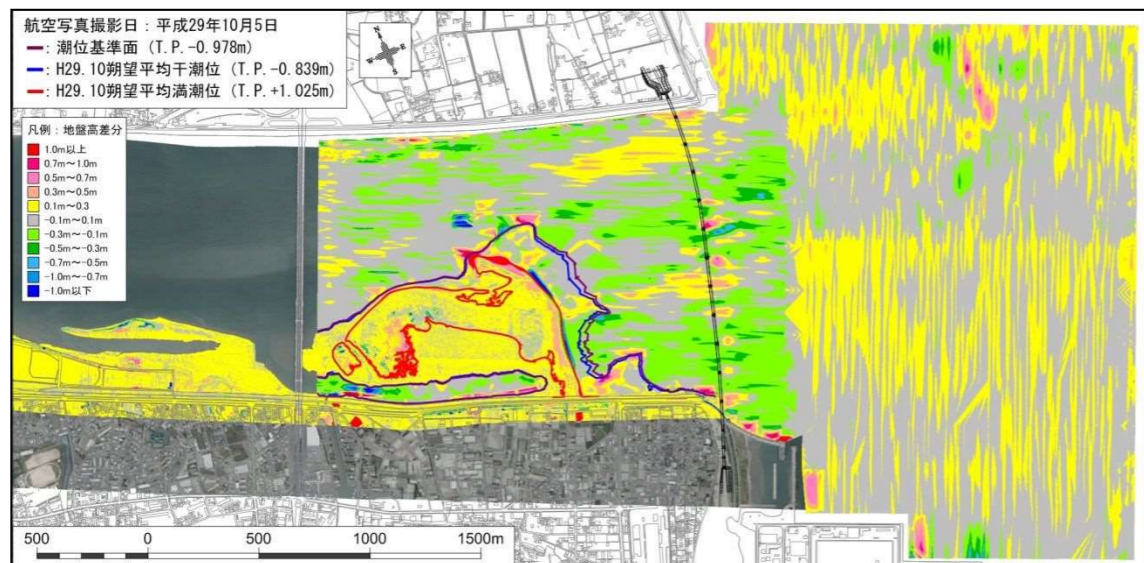 航空写真撮影日：平成29年10月5日
：潮位基準面 (T.P.-0.978m)
：H29.10朔望平均干潮位 (T.P.-0.839m)
：H29.10朔望平均満潮位 (T.P.+1.025m)
N
E
S
W
凡例：地盤高差分
1.0m以上
0.7m～1.0m
0.5m～0.7m
0.3m～0.5m
0.1m～0.3
-0.1m～0.1m
-0.3m～-0.1m
-0.5m～-0.3m
-0.7m～-0.5m
-1.0m～-0.7m
-1.0m以下
500 0 500 1000 1500m